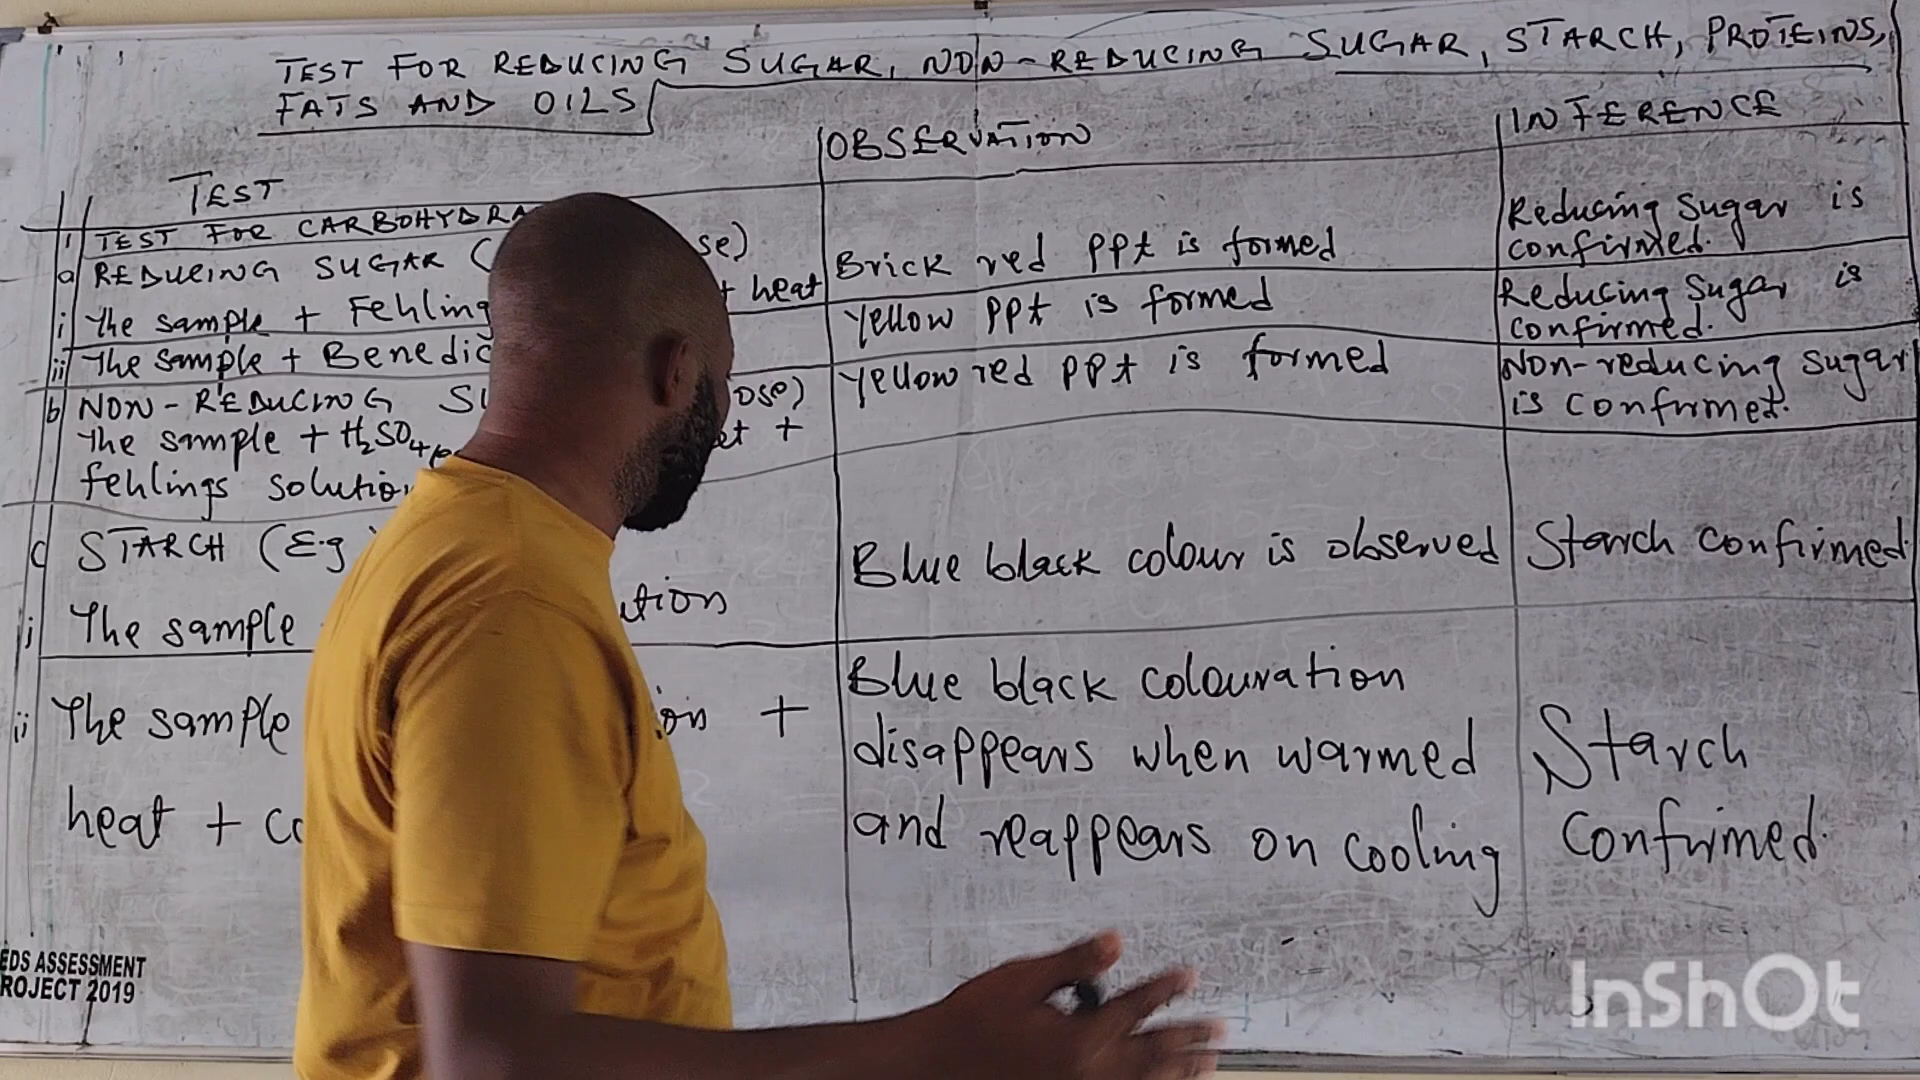 TEST FOR REDUCING SUGAR, NON-REDUCING SUGAR, STARCH, PROTEINS,
FATS AND OILS
TEST
OBSERVATION
INFERENCE
1 TEST FOR CARBOHYDRA
a REDUCING SUGAR ( se)
i The sample + Fehling + heat
Brick red ppt is formed
Reducing sugar is
confirmed.
ii The sample + Benedic
Yellow ppt is formed
Reducing sugar is
confirmed.
b NON-REDUCING SU ose)
The sample + H2SO4 +
fehlings solution
Yellow red ppt is formed
Non-reducing sugar
is confirmed.
c STARCH (E.g
i The sample ution
Blue black colour is observed
Starch confirmed
ii The sample +
heat + co
Blue black colouration
disappears when warmed
and reappears on cooling
Starch
confirmed.
EDS ASSESSMENT
ROJECT 2019
InShOt